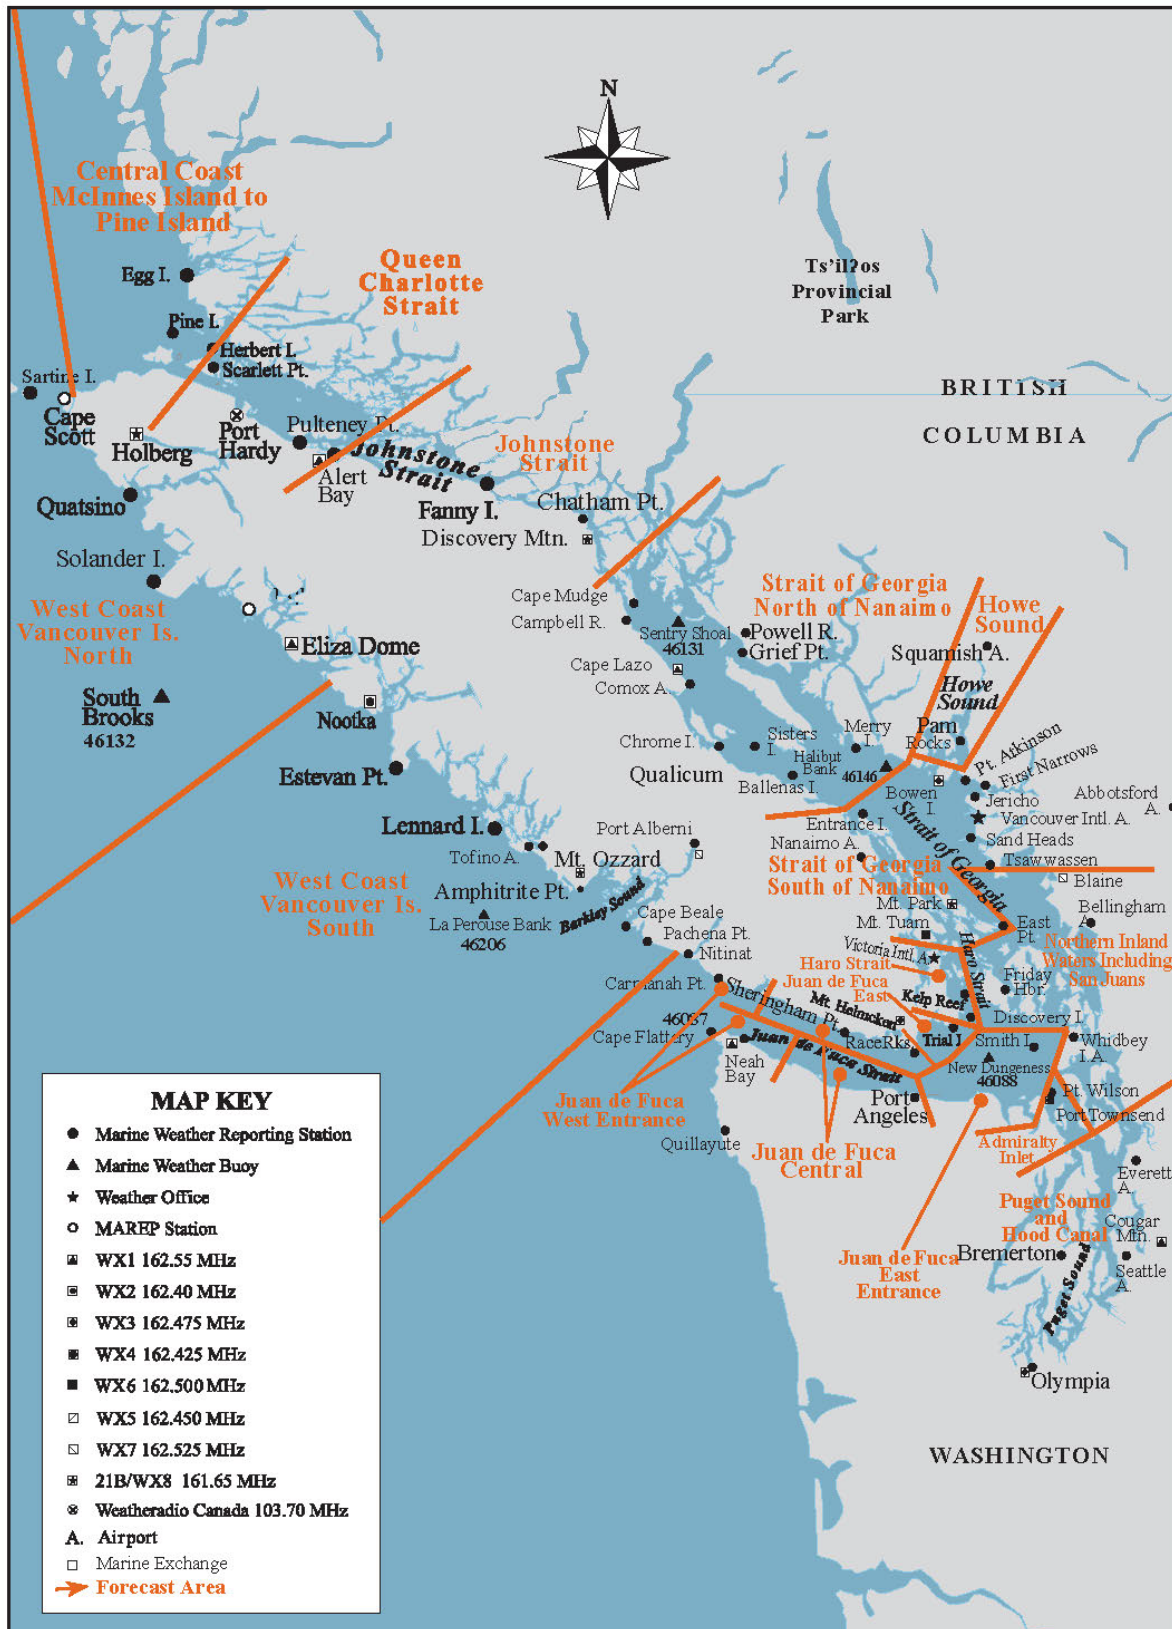 N
Central Coast
McInnes Island to
Pine Island
Queen
Charlotte
Strait
Ts'il?os
Provincial
Park
Egg I.
Pine I.
Herbert I.
Scarlett Pt.
Sartine I.
Cape
Scott
Holberg
Port
Hardy
Pulteney Pt.
Johnstone
Strait
Alert
Bay
Johnstone
Strait
BRITISH
COLUMBIA
Quatsino
Fanny I.
Chatham Pt.
Discovery Mtn.
Solander I.
West Coast
Vancouver Is.
North
Eliza Dome
South
Brooks
46132
Nootka
Estevan Pt.
Cape Mudge
Campbell R.
Sentry Shoal
46131
Powell R.
Grief Pt.
Cape Lazo
Comox A.
Strait of Georgia
North of Nanaimo
Howe
Sound
Squamish A.
Howe
Sound
Pam
Rocks
Chrome I.
Qualicum
Sisters
I.
Merry
I.
Halibut
Bank
46146
Ballenas I.
Pt. Atkinson
First Narrows
Bowen
I.
Jericho
Vancouver Intl. A.
Abbotsford
A.
Lennard I.
Tofino A.
Port Alberni
Mt. Ozzard
Amphitrite Pt.
Entrance I.
Nanaimo A.
Strait of Georgia
Sand Heads
Tsawwassen
Blaine
Strait of Georgia
South of Nanaimo
West Coast
Vancouver Is.
South
La Perouse Bank
46206
Barkley Sound
Cape Beale
Pachena Pt.
Nitinat
Mt. Park
Mt. Tuam
Victoria Intl. A.
East
Pt.
Bellingham
A.
Northern Inland
Waters Including
San Juans
Haro Strait
Haro Strait
Juan de Fuca
East
Friday
Hbr.
Carmanah Pt.
Sheringham Pt.
Mt. Helmcken
Kelp Reef
Discovery I.
46087
Cape Flattery
Neah
Bay
Juan de Fuca Strait
RaceRks.
Trial I
Smith I.
Whidbey
I.A.
New Dungeness
46088
Juan de Fuca
West Entrance
Port
Angeles
Pt. Wilson
Port Townsend
Quillayute
Juan de Fuca
Central
Admiralty
Inlet
Everett
A.
Puget Sound
and
Hood Canal
Cougar
Mtn.
Juan de Fuca
East
Entrance
Bremerton
Seattle
A.
Puget Sound
Olympia
WASHINGTON
MAP KEY
Marine Weather Reporting Station
Marine Weather Buoy
Weather Office
MAREP Station
WX1 162.55 MHz
WX2 162.40 MHz
WX3 162.475 MHz
WX4 162.425 MHz
WX6 162.500 MHz
WX5 162.450 MHz
WX7 162.525 MHz
21B/WX8 161.65 MHz
Weatheradio Canada 103.70 MHz
A. Airport
Marine Exchange
Forecast Area